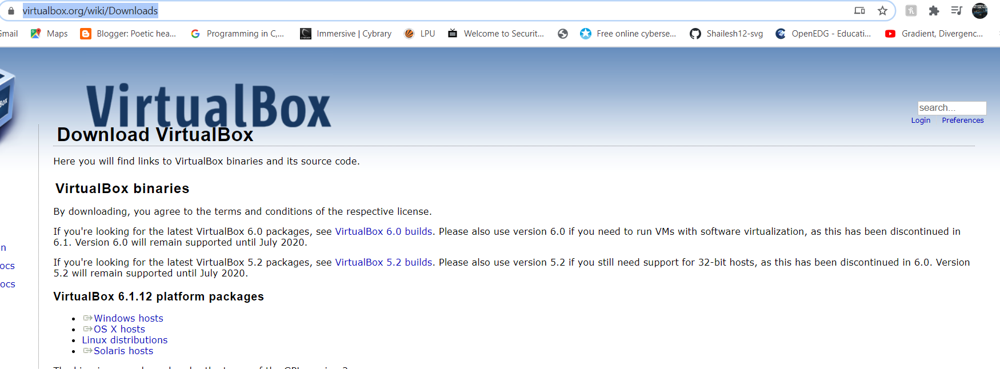 virtualbox.org/wiki/Downloads
Gmail Maps Blogger: Poetic hea... Programming in C,... Immersive | Cybrary LPU Welcome to Securit... Free online cyberse... Shailesh12-svg OpenEDG - Educati... Gradient, Divergenc...
VirtualBox
search...
Login Preferences
Download VirtualBox
Here you will find links to VirtualBox binaries and its source code.
VirtualBox binaries
By downloading, you agree to the terms and conditions of the respective license.
If you're looking for the latest VirtualBox 6.0 packages, see VirtualBox 6.0 builds. Please also use version 6.0 if you need to run VMs with software virtualization, as this has been discontinued in
6.1. Version 6.0 will remain supported until July 2020.
n
If you're looking for the latest VirtualBox 5.2 packages, see VirtualBox 5.2 builds. Please also use version 5.2 if you still need support for 32-bit hosts, as this has been discontinued in 6.0. Version
5.2 will remain supported until July 2020.
ocs
ocs
VirtualBox 6.1.12 platform packages
Windows hosts
OS X hosts
Linux distributions
Solaris hosts